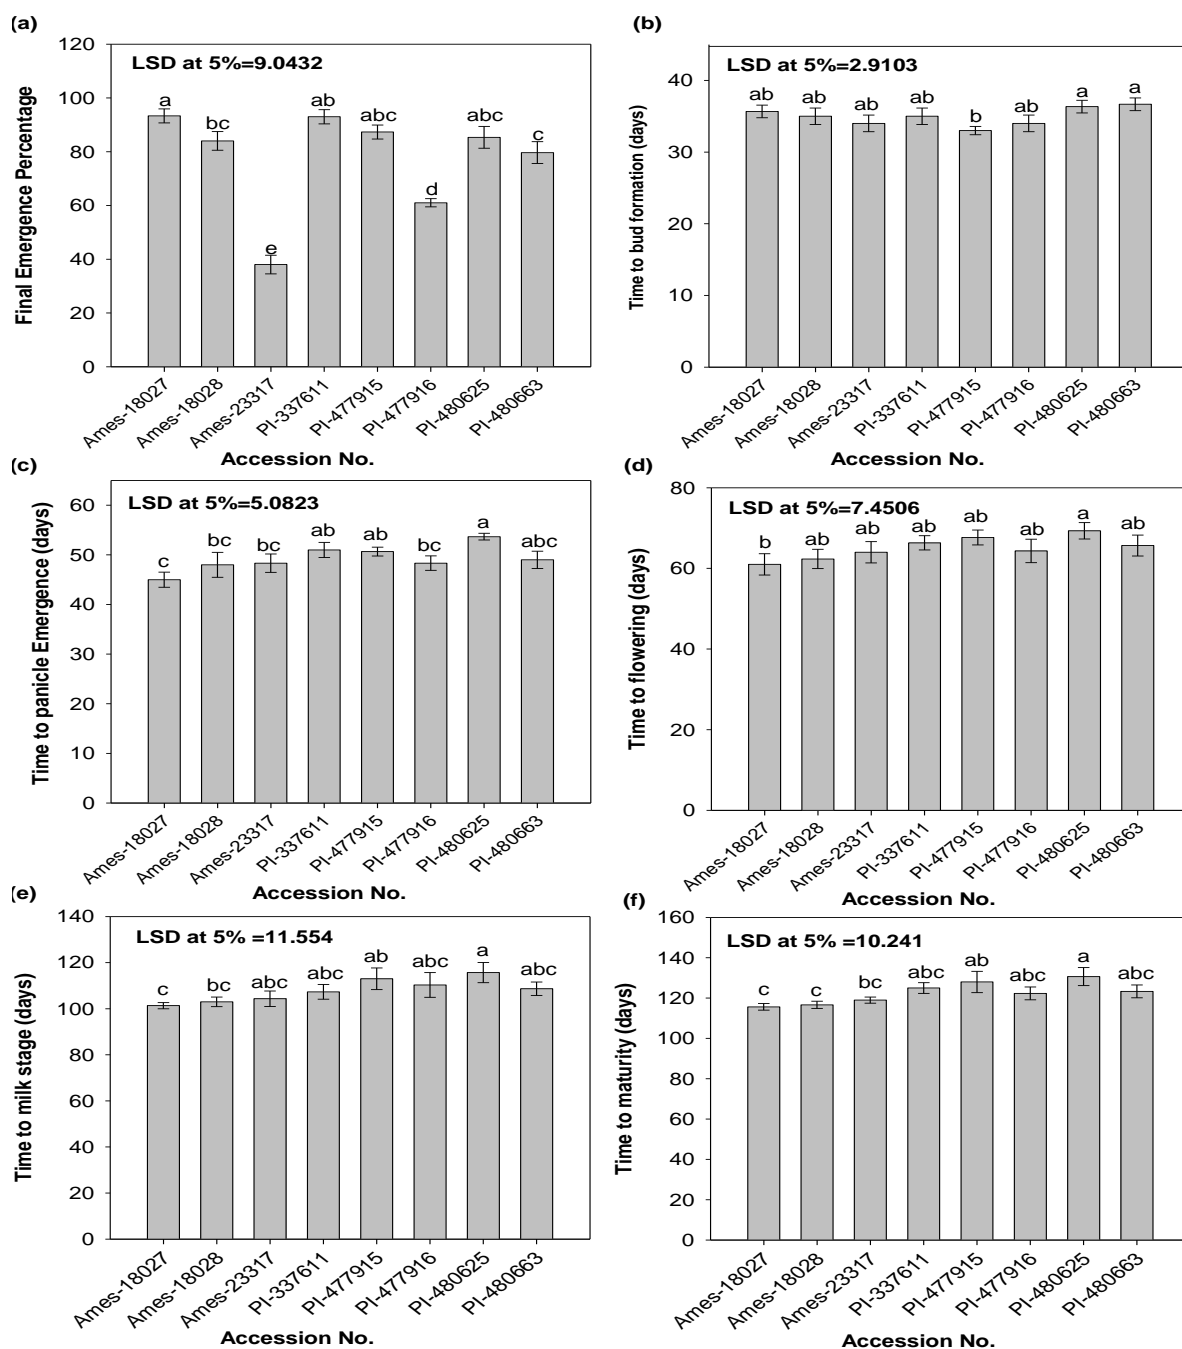 (a)
LSD at 5%=9.0432
Final Emergence Percentage
120
100
80
60
40
20
0
a
bc
e
ab
abc
d
abc
c
Ames-18027
Ames-18028
Ames-23317
PI-337611
PI-477915
PI-477916
PI-480625
PI-480663
Accession No.
(b)
LSD at 5%=2.9103
Time to bud formation (days)
40
30
20
10
0
ab
ab
ab
ab
b
ab
a
a
Ames-18027
Ames-18028
Ames-23317
PI-337611
PI-477915
PI-477916
PI-480625
PI-480663
Accession No.
(c)
LSD at 5%=5.0823
Time to panicle Emergence (days)
60
50
40
30
20
10
0
c
bc
bc
ab
ab
bc
a
abc
Ames-18027
Ames-18028
Ames-23317
PI-337611
PI-477915
PI-477916
PI-480625
PI-480663
Accession No.
(d)
LSD at 5%=7.4506
Time to flowering (days)
80
60
40
20
0
b
ab
ab
ab
ab
ab
a
ab
Ames-18027
Ames-18028
Ames-23317
PI-337611
PI-477915
PI-477916
PI-480625
PI-480663
Accession No.
(e)
LSD at 5% =11.554
Time to milk stage (days)
140
120
100
80
60
40
20
0
c
bc
abc
abc
ab
abc
a
abc
Ames-18027
Ames-18028
Ames-23317
PI-337611
PI-477915
PI-477916
PI-480625
PI-480663
Accession No.
(f)
LSD at 5% =10.241
Time to maturity (days)
160
140
120
100
80
60
40
20
0
c
c
bc
abc
ab
abc
a
abc
Ames-18027
Ames-18028
Ames-23317
PI-337611
PI-477915
PI-477916
PI-480625
PI-480663
Accession No.